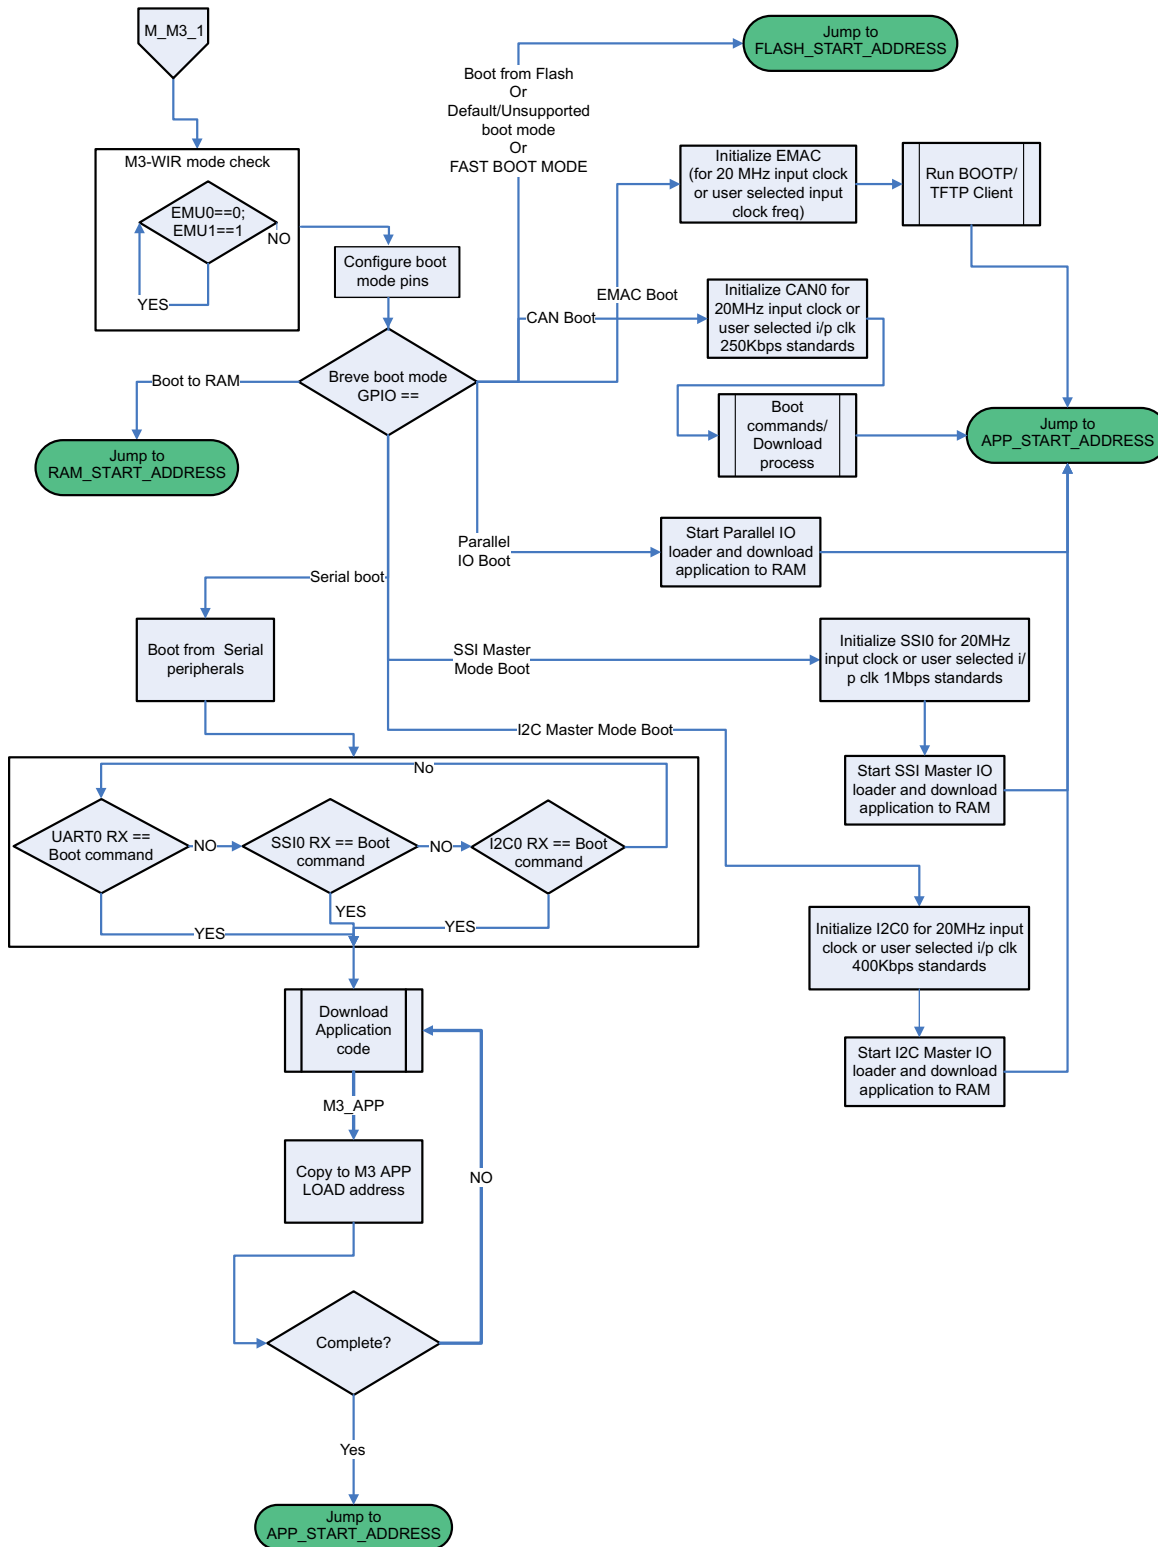 M_M3_1
Jump to
FLASH_START_ADDRESS
Boot from Flash
Or
Default/Unsupported
boot mode
Or
FAST BOOT MODE
M3-WIR mode check
EMU0==0;
EMU1==1
NO
YES
Configure boot
mode pins
Initialize EMAC
(for 20 MHz input clock
or user selected input
clock freq)
Run BOOTP/
TFTP Client
EMAC Boot
CAN Boot
Initialize CAN0 for
20MHz input clock or
user selected i/p clk
250Kbps standards
Boot to RAM
Breve boot mode
GPIO ==
Jump to
RAM_START_ADDRESS
Boot
commands/
Download
process
Jump to
APP_START_ADDRESS
Parallel
IO Boot
Start Parallel IO
loader and download
application to RAM
Serial boot
Boot from  Serial
peripherals
SSI Master
Mode Boot
Initialize SSI0 for 20MHz
input clock or user selected i/
p clk 1Mbps standards
I2C Master Mode Boot
Start SSI Master IO
loader and download
application to RAM
No
UART0 RX ==
Boot command
NO
SSI0 RX == Boot
command
NO
I2C0 RX == Boot
command
YES
YES
YES
Initialize I2C0 for 20MHz input
clock or user selected i/p clk
400Kbps standards
Download
Application
code
Start I2C Master IO
loader and download
application to RAM
M3_APP
Copy to M3 APP
LOAD address
NO
Complete?
Yes
Jump to
APP_START_ADDRESS